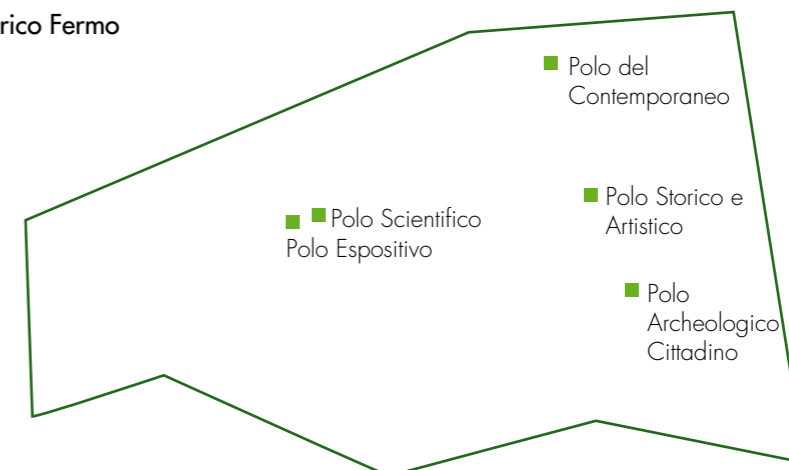 rico Fermo
Polo del
Contemporaneo
Polo Storico e
Artistico
Polo Scientifico
Polo Espositivo
Polo
Archeologico
Cittadino